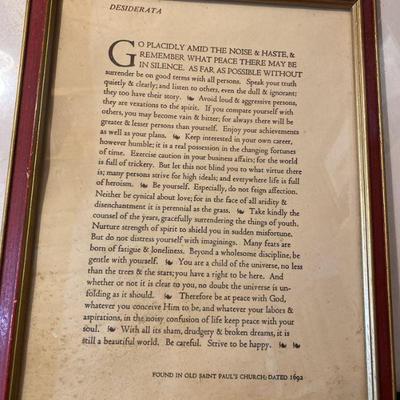 DESIDERATA
GO PLACIDLY AMID THE NOISE & HASTE, &
REMEMBER WHAT PEACE THERE MAY BE
IN SILENCE. AS FAR AS POSSIBLE WITHOUT
surrender be on good terms with all persons. Speak your truth
quietly & clearly; and listen to others, even the dull & ignorant;
they too have their story. ❧ Avoid loud & aggressive persons,
they are vexations to the spirit. If you compare yourself with
others, you may become vain & bitter; for always there will be
greater & lesser persons than yourself. Enjoy your achievements
as well as your plans. ❧ Keep interested in your own career,
however humble; it is a real possession in the changing fortunes
of time. Exercise caution in your business affairs; for the world
is full of trickery. But let this not blind you to what virtue there
is; many persons strive for high ideals; and everywhere life is full
of heroism. ❧ Be yourself. Especially, do not feign affection.
Neither be cynical about love; for in the face of all aridity &
disenchantment it is perennial as the grass. ❧ Take kindly the
counsel of the years, gracefully surrendering the things of youth.
Nurture strength of spirit to shield you in sudden misfortune.
But do not distress yourself with imaginings. Many fears are
born of fatigue & loneliness. Beyond a wholesome discipline, be
gentle with yourself. ❧ You are a child of the universe, no less
than the trees & the stars; you have a right to be here. And
whether or not it is clear to you, no doubt the universe is un-
folding as it should. ❧ Therefore be at peace with God,
whatever you conceive Him to be, and whatever your labors &
aspirations, in the noisy confusion of life keep peace with your
soul. ❧ With all its sham, drudgery & broken dreams, it is
still a beautiful world. Be careful. Strive to be happy. ❧ ❧
FOUND IN OLD SAINT PAUL'S CHURCH; DATED 1692